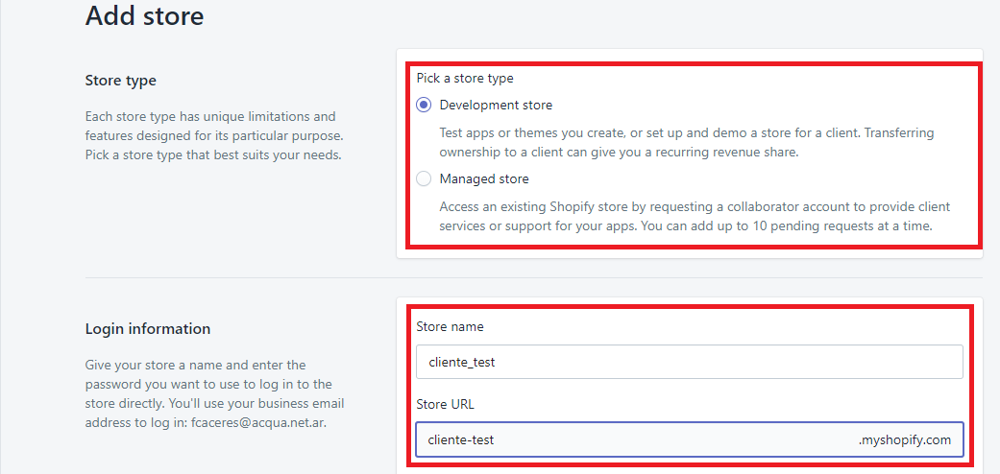 Add store
Store type
Each store type has unique limitations and
features designed for its particular purpose.
Pick a store type that best suits your needs.
Pick a store type
Development store
Test apps or themes you create, or set up and demo a store for a client. Transferring
ownership to a client can give you a recurring revenue share.
Managed store
Access an existing Shopify store by requesting a collaborator account to provide client
services or support for your apps. You can add up to 10 pending requests at a time.
Login information
Give your store a name and enter the
password you want to use to log in to the
store directly. You'll use your business email
address to log in: fcaceres@acqua.net.ar.
Store name
cliente_test
Store URL
cliente-test .myshopify.com